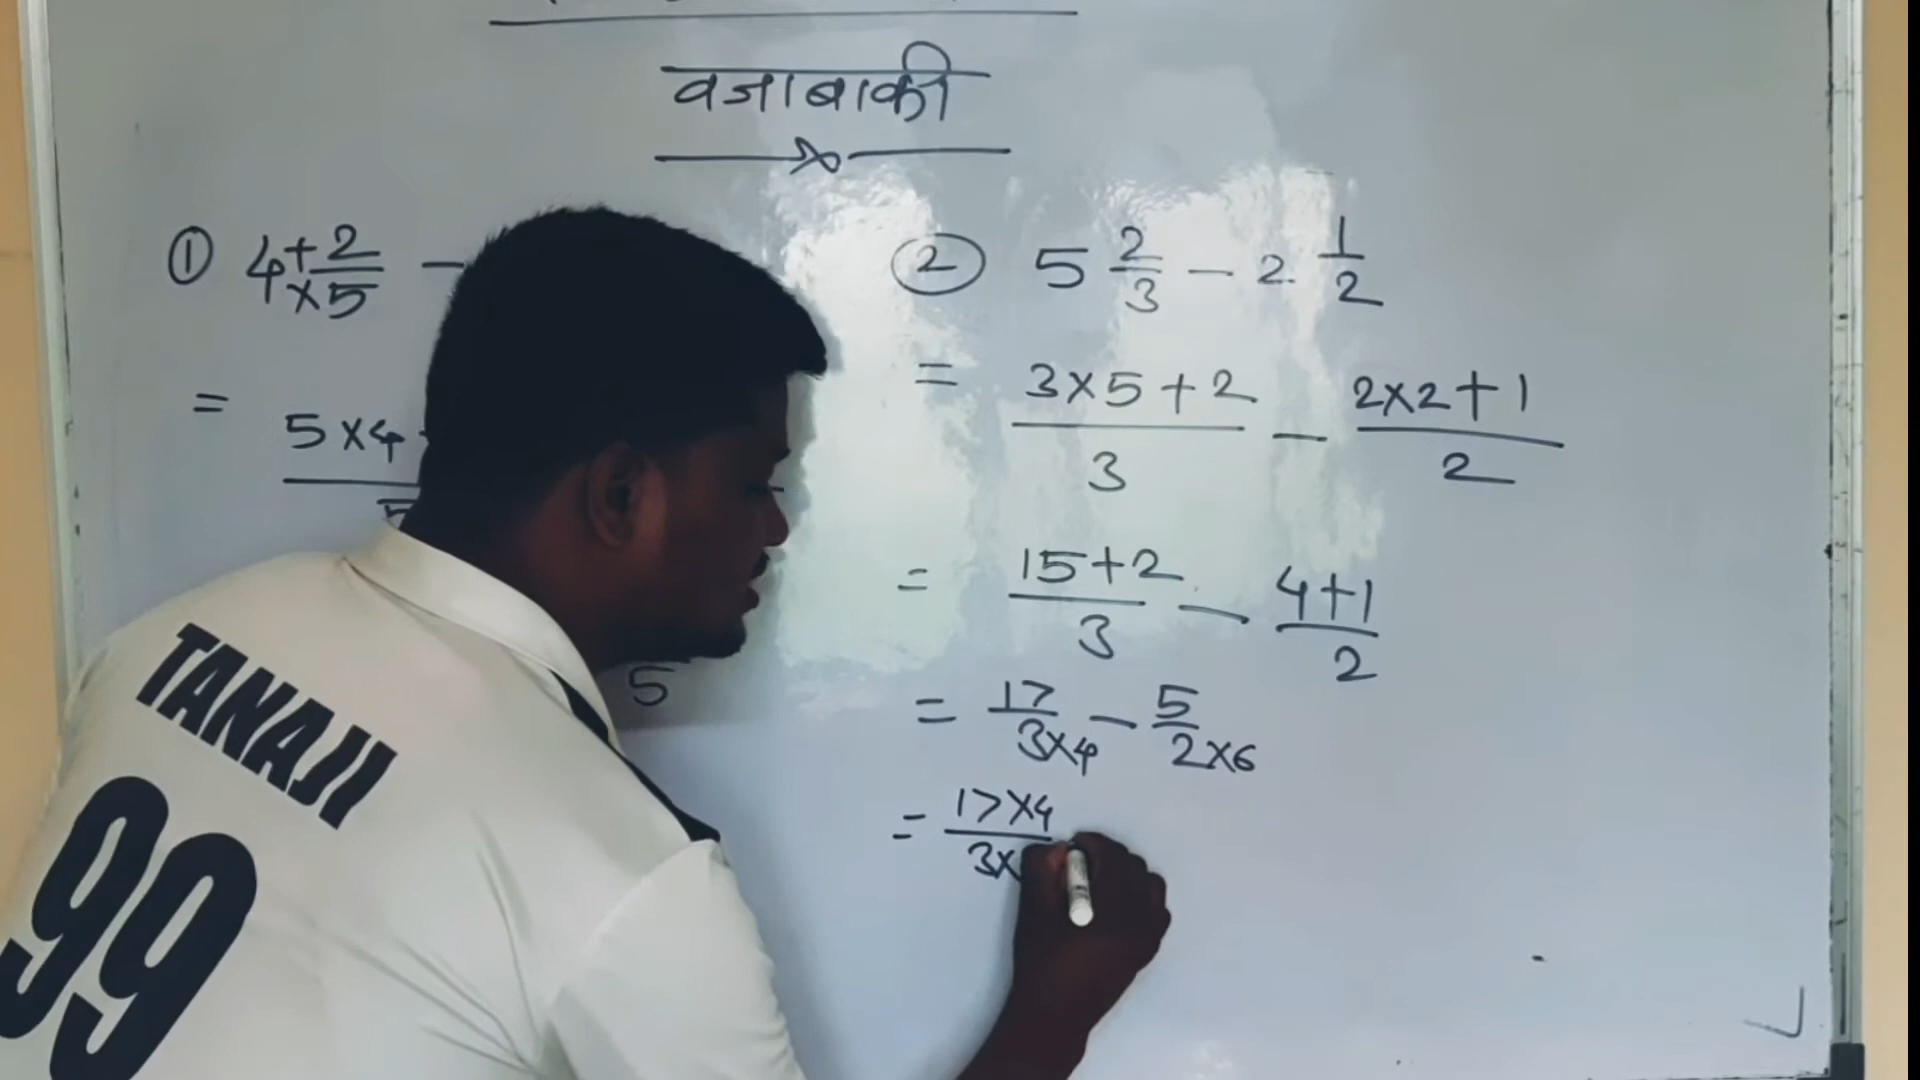 वजाबाकी
① 4 + 2 / × 5 −
= 5 × 4
5
5
② 5 2/3 − 2 1/2
= 3×5+2 / 3 − 2×2+1 / 2
= 15+2 / 3 − 4+1 / 2
= 17 / 3×4 − 5 / 2×6
= 17×4 / 3×
TANAJI
99